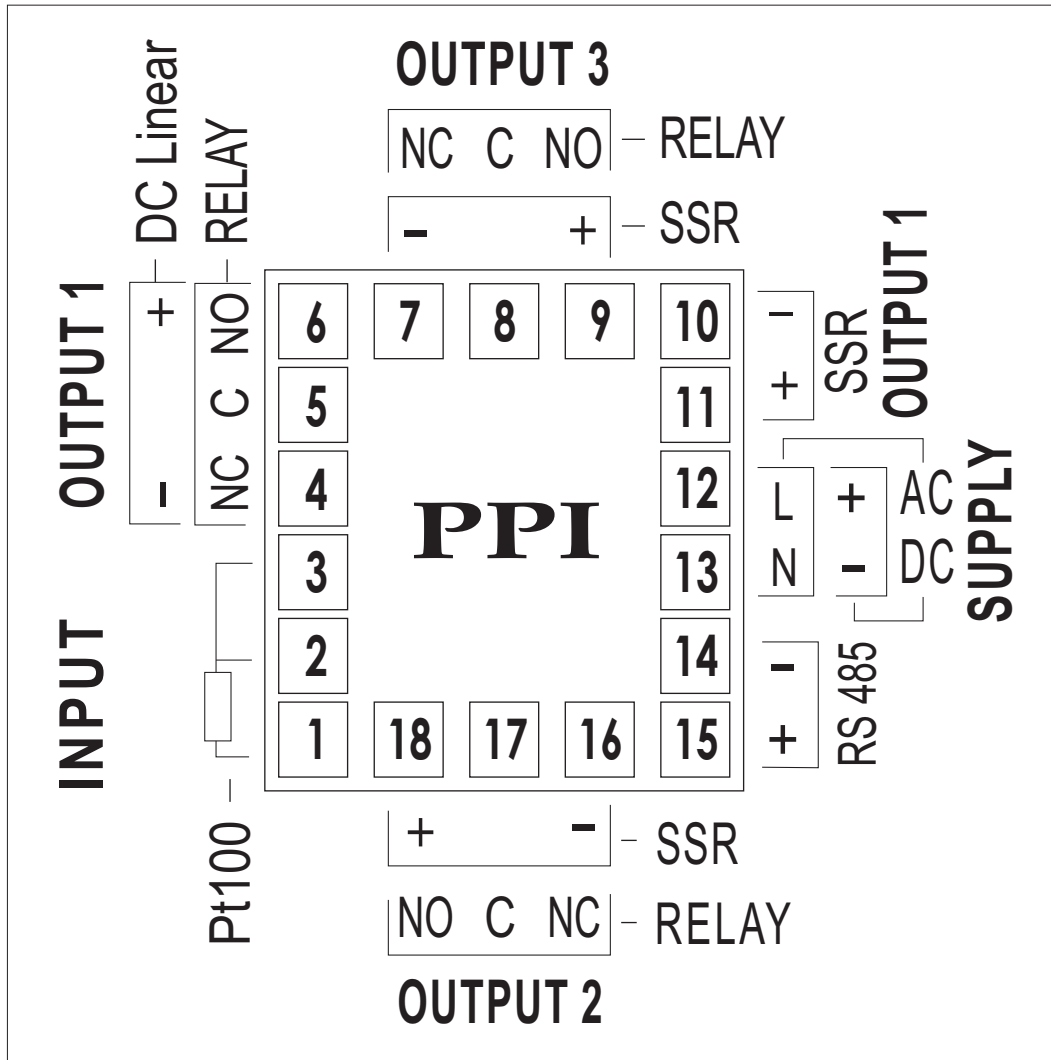 OUTPUT 3
NC C NO
RELAY
- +
SSR
OUTPUT 1
+ -
DC Linear
NO C NC
RELAY
6 7 8 9 10
5 11
4 12
3 13
2 14
1 18 17 16 15
PPI
- +
SSR
OUTPUT 1
L N
+ -
AC
DC
SUPPLY
- +
RS 485
INPUT
Pt100
+ -
SSR
NO C NC
RELAY
OUTPUT 2